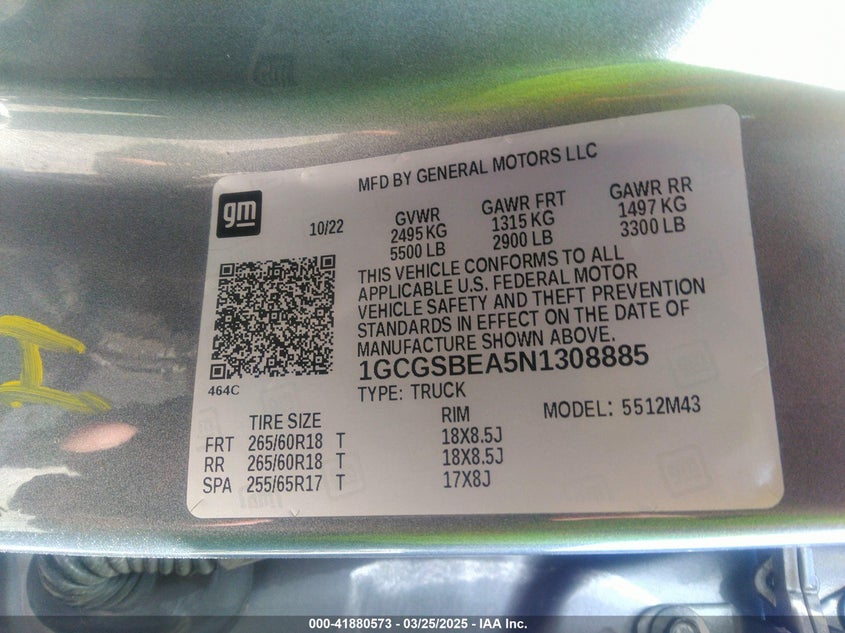 MFD BY GENERAL MOTORS LLC
gm
10/22
GVWR
2495 KG
5500 LB
GAWR FRT
1315 KG
2900 LB
GAWR RR
1497 KG
3300 LB
THIS VEHICLE CONFORMS TO ALL
APPLICABLE U.S. FEDERAL MOTOR
VEHICLE SAFETY AND THEFT PREVENTION
STANDARDS IN EFFECT ON THE DATE OF
MANUFACTURE SHOWN ABOVE.
1GCGSBEA5N1308885
464C
TYPE: TRUCK
MODEL: 5512M43
TIRE SIZE RIM
FRT 265/60R18 T 18X8.5J
RR 265/60R18 T 18X8.5J
SPA 255/65R17 T 17X8J
000-41880573 - 03/25/2025 - IAA Inc.